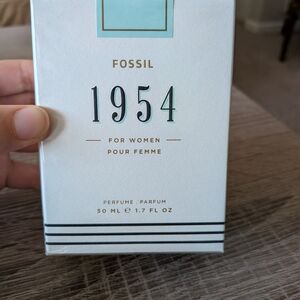 FOSSIL
1954
FOR WOMEN
POUR FEMME
PERFUME PARFUM
50 ML ℮ 1.7 FL OZ